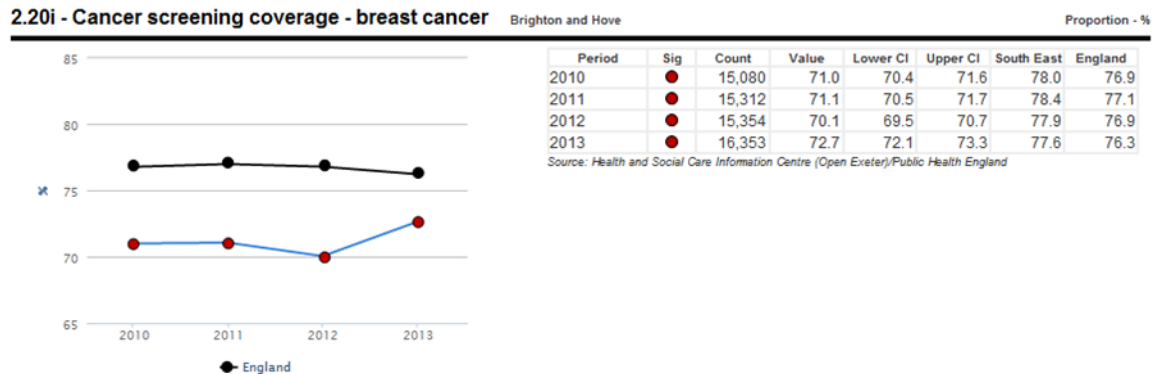 2.20i - Cancer screening coverage - breast cancer Brighton and Hove Proportion - %
85
80
%
75
70
65
2010 2011 2012 2013
England
Period Sig Count Value Lower CI Upper CI South East England
2010 15,080 71.0 70.4 71.6 78.0 76.9
2011 15,312 71.1 70.5 71.7 78.4 77.1
2012 15,354 70.1 69.5 70.7 77.9 76.9
2013 16,353 72.7 72.1 73.3 77.6 76.3
Source: Health and Social Care Information Centre (Open Exeter)/Public Health England